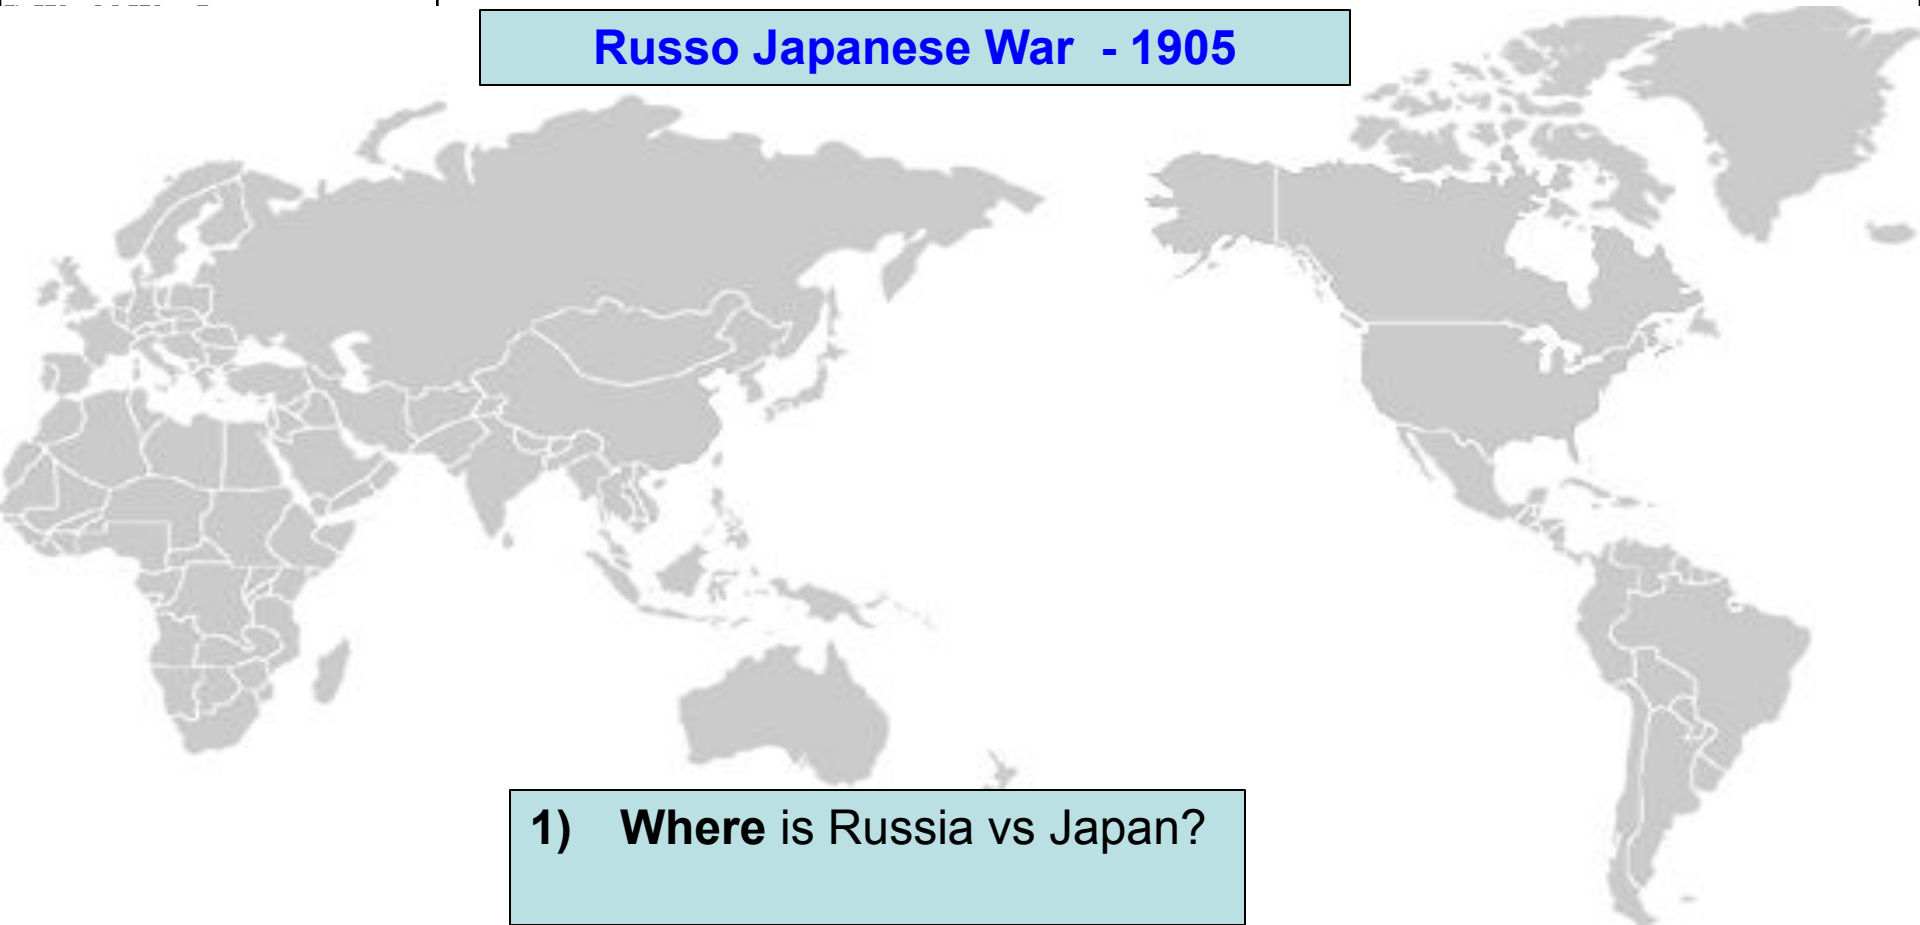 Russo Japanese War - 1905
1) Where is Russia vs Japan?